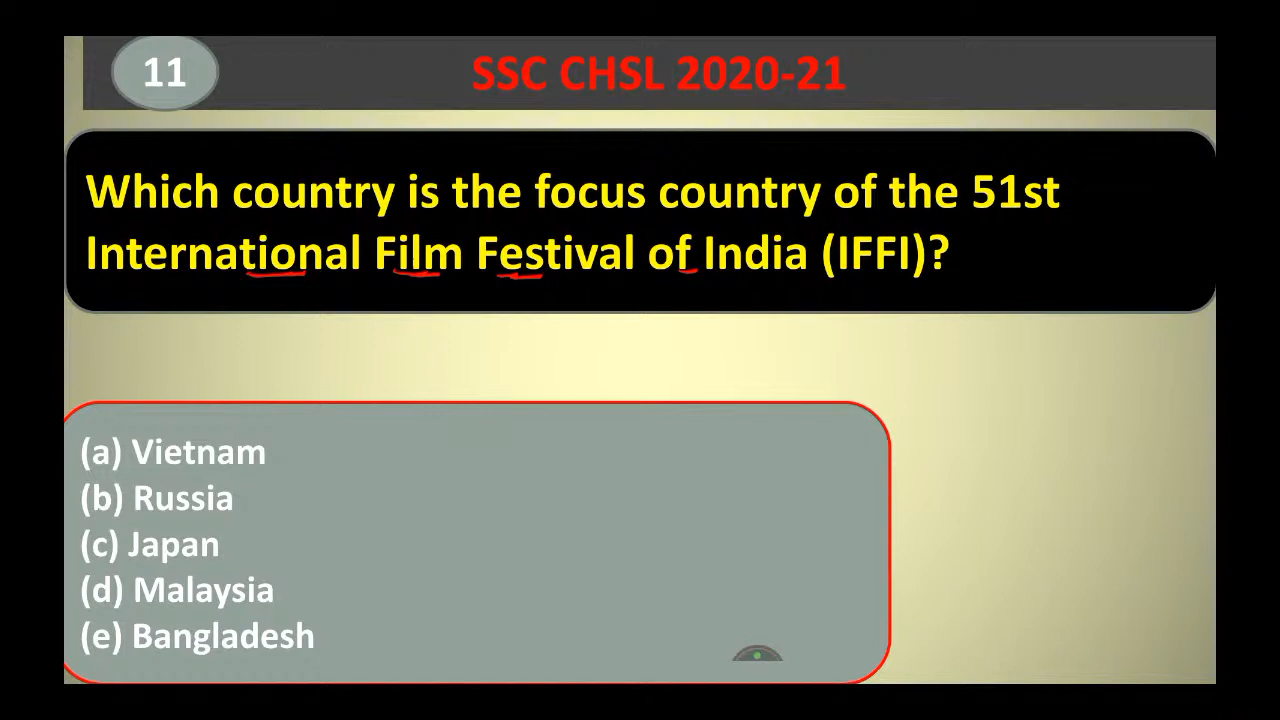 11
SSC CHSL 2020-21
Which country is the focus country of the 51st
International Film Festival of India (IFFI)?
(a) Vietnam
(b) Russia
(c) Japan
(d) Malaysia
(e) Bangladesh